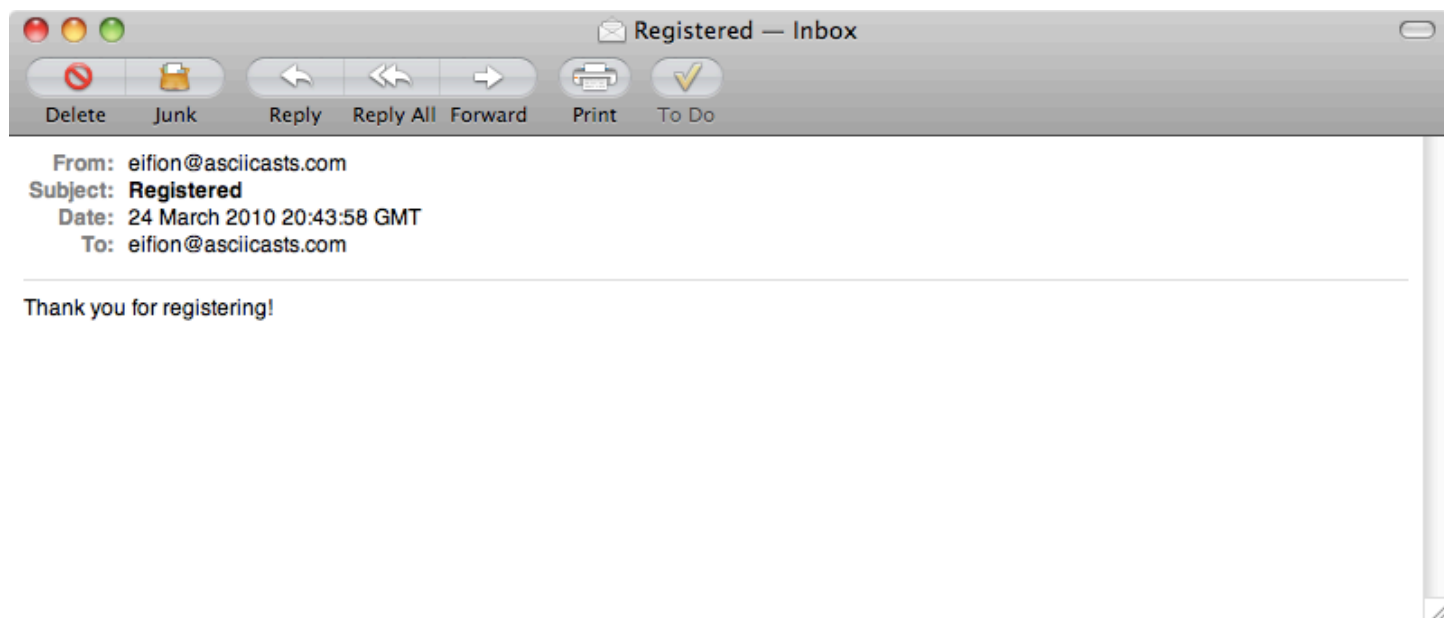 Registered — Inbox
Delete Junk Reply Reply All Forward Print To Do
From: eifion@asciicasts.com
Subject: Registered
Date: 24 March 2010 20:43:58 GMT
To: eifion@asciicasts.com
Thank you for registering!